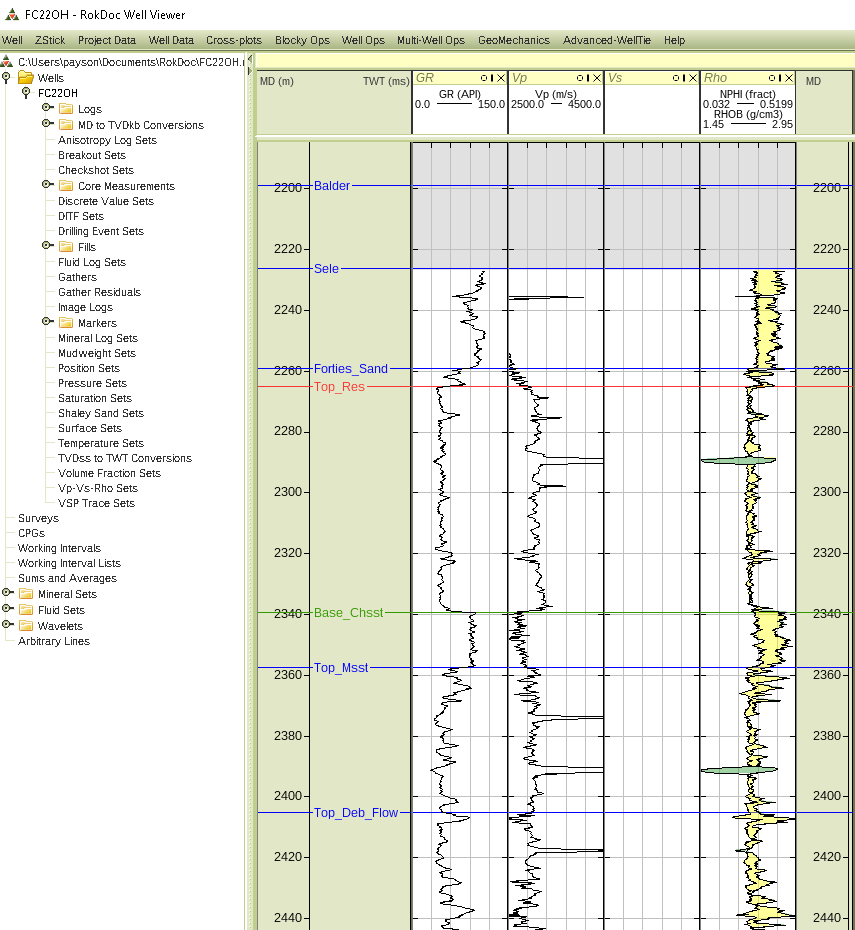 FC22OH - RokDoc Well Viewer
Well ZStick Project Data Well Data Cross-plots Blocky Ops Well Ops Multi-Well Ops GeoMechanics Advanced-WellTie Help
C:\Users\payson\Documents\RokDoc\FC22OH.
Wells
FC22OH
Logs
MD to TVDkb Conversions
Anisotropy Log Sets
Breakout Sets
Checkshot Sets
Core Measurements
Discrete Value Sets
DITF Sets
Drilling Event Sets
Fills
Fluid Log Sets
Gathers
Gather Residuals
Image Logs
Markers
Mineral Log Sets
Mudweight Sets
Position Sets
Pressure Sets
Saturation Sets
Shaley Sand Sets
Surface Sets
Temperature Sets
TVDss to TWT Conversions
Volume Fraction Sets
Vp-Vs-Rho Sets
VSP Trace Sets
Surveys
CPGs
Working Intervals
Working Interval Lists
Sums and Averages
Mineral Sets
Fluid Sets
Wavelets
Arbitrary Lines
MD (m) TWT (ms) GR Vp Vs Rho MD
GR (API) Vp (m/s) NPHI (fract)
0.0 150.0 2500.0 4500.0 0.032 0.5199
RHOB (g/cm3)
1.45 2.95
2200 Balder 2200
2220 2220
Sele
2240 2240
Forties_Sand
2260 2260
Top_Res
2280 2280
2300 2300
2320 2320
2340 Base_Chsst 2340
Top_Msst
2360 2360
2380 2380
2400 2400
Top_Deb_Flow
2420 2420
2440 2440